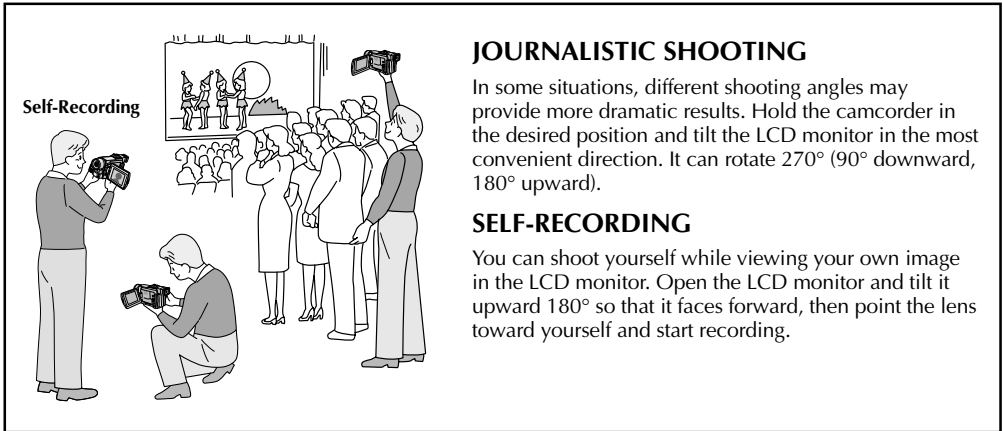 Self-Recording
JOURNALISTIC SHOOTING
In some situations, different shooting angles may
provide more dramatic results. Hold the camcorder in
the desired position and tilt the LCD monitor in the most
convenient direction. It can rotate 270° (90° downward,
180° upward).
SELF-RECORDING
You can shoot yourself while viewing your own image
in the LCD monitor. Open the LCD monitor and tilt it
upward 180° so that it faces forward, then point the lens
toward yourself and start recording.